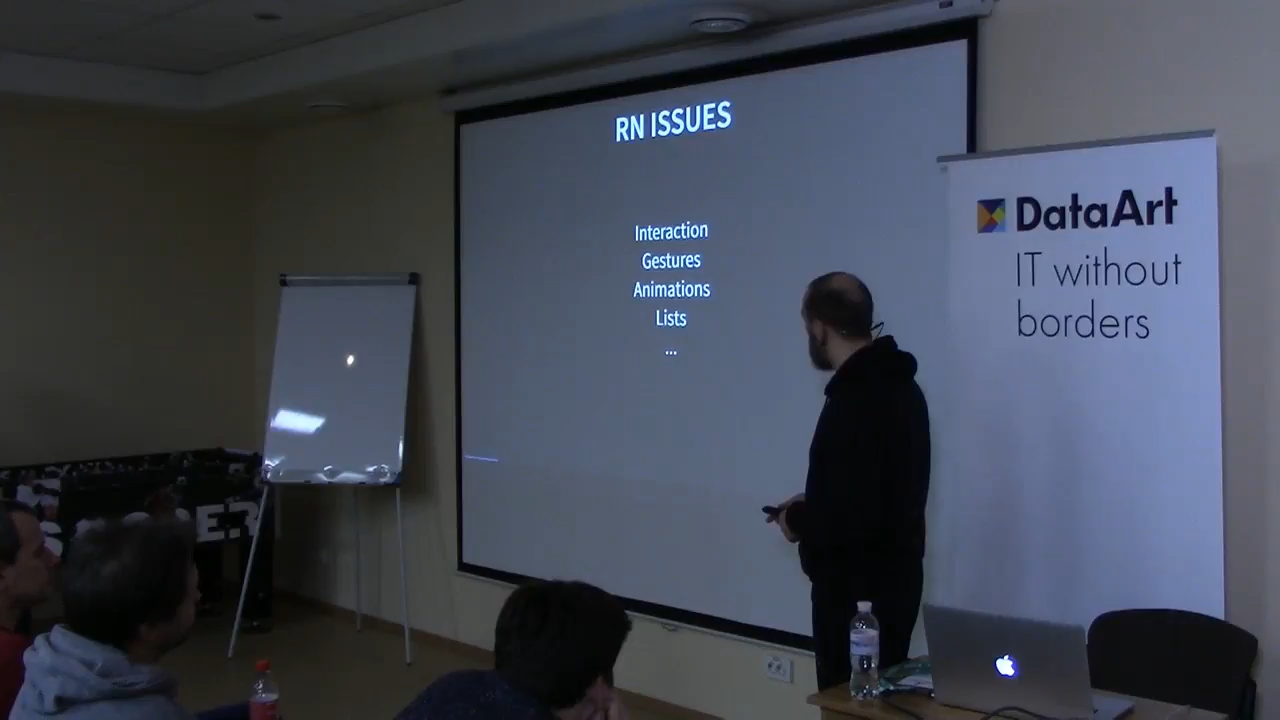 RN ISSUES
Interaction
Gestures
Animations
Lists
...
DataArt
IT without
borders